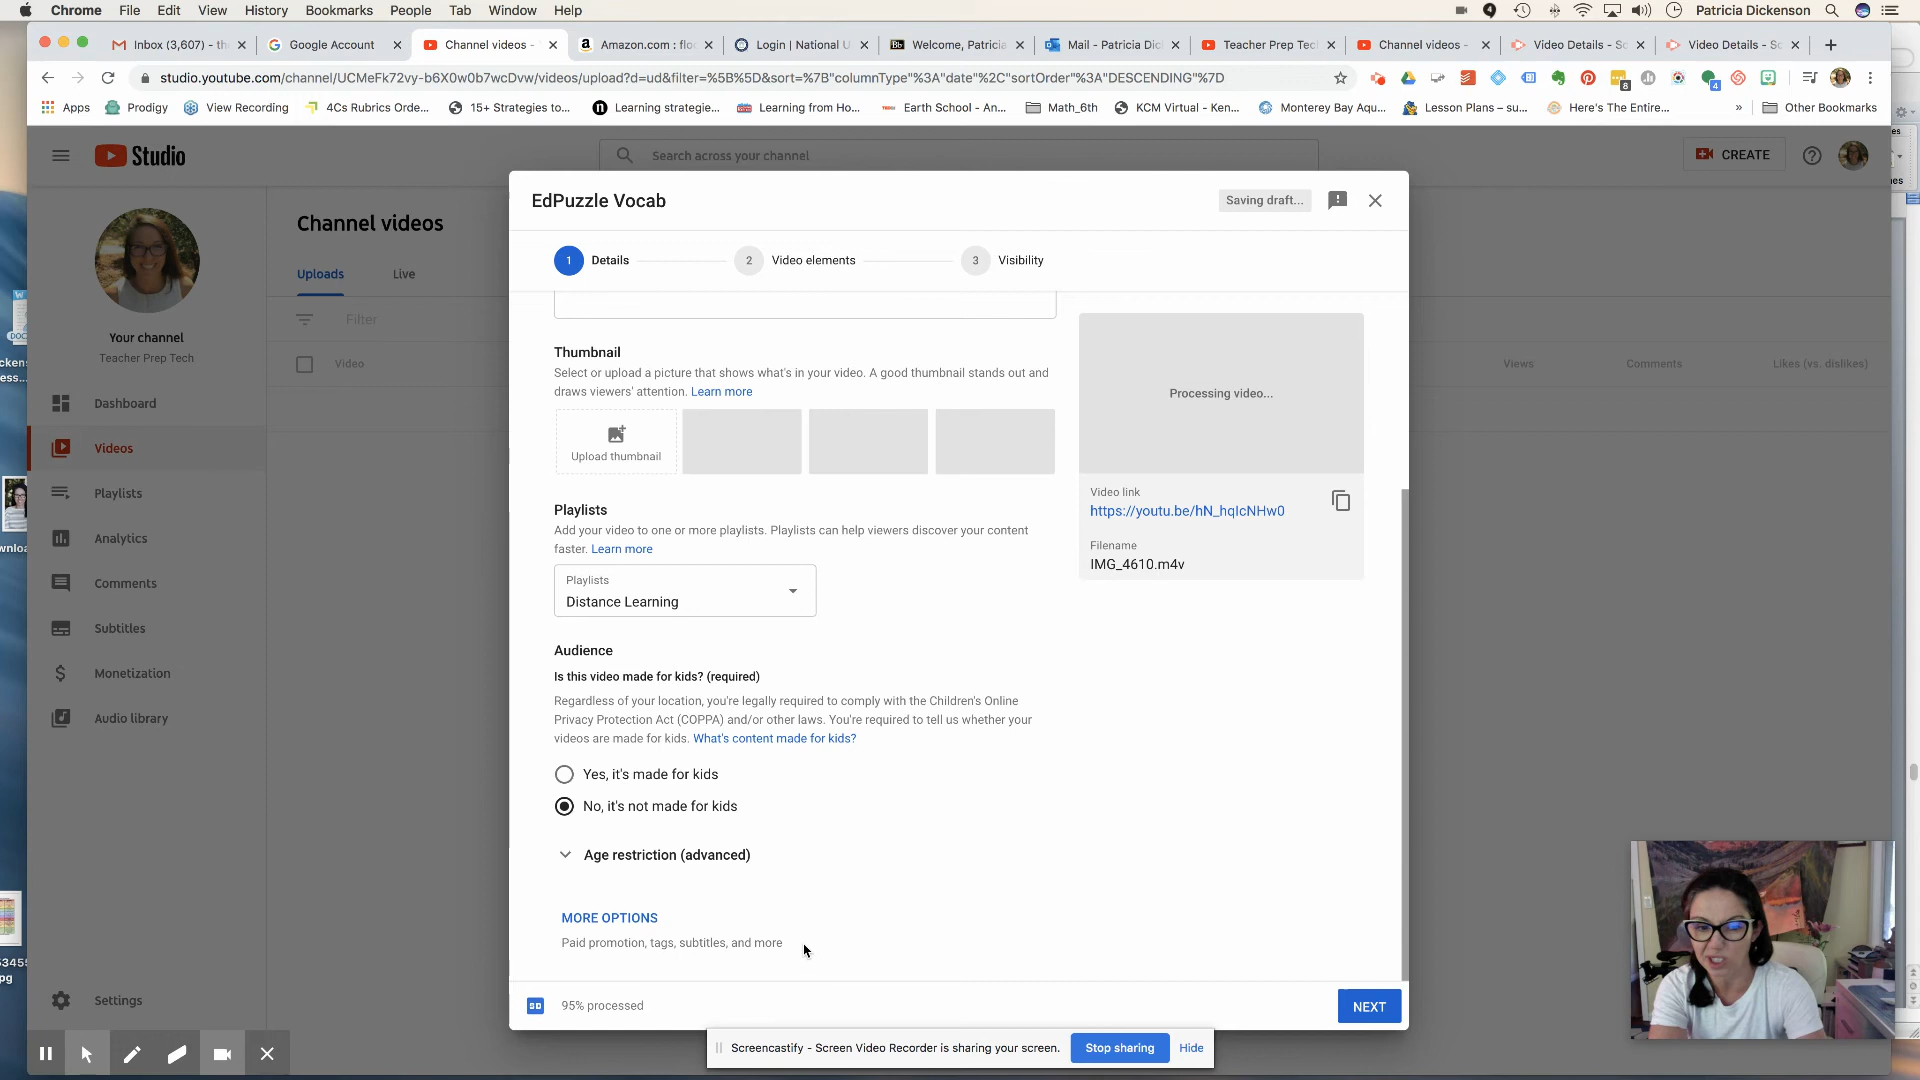 Chrome File Edit View History Bookmarks People Tab Window Help
4 Patricia Dickenson
Inbox (3,607) - th
Google Account
Channel videos -
Amazon.com : floo
Login | National U
Welcome, Patricia
Mail - Patricia Dic
Teacher Prep Tec
Channel videos -
Video Details - Sc
Video Details - Sc
studio.youtube.com/channel/UCMeFk72vy-b6X0w0b7wcDvw/videos/upload?d=ud&filter=%5B%5D&sort=%7B"columnType"%3A"date"%2C"sortOrder"%3A"DESCENDING"%7D
8
4
Apps
Prodigy
View Recording
4Cs Rubrics Orde...
15+ Strategies to...
Learning strategie...
Learning from Ho...
Earth School - An...
Math_6th
KCM Virtual - Ken...
Monterey Bay Aqu...
Lesson Plans – su...
Here's The Entire...
»
Other Bookmarks
Studio
Search across your channel
CREATE
Channel videos
Uploads
Live
Filter
Video
Views
Comments
Likes (vs. dislikes)
Your channel
Teacher Prep Tech
Dashboard
Videos
Playlists
Analytics
Comments
Subtitles
Monetization
Audio library
Settings
EdPuzzle Vocab
Saving draft...
1 Details
2 Video elements
3 Visibility
Thumbnail
Select or upload a picture that shows what's in your video. A good thumbnail stands out and
draws viewers' attention. Learn more
Upload thumbnail
Playlists
Add your video to one or more playlists. Playlists can help viewers discover your content
faster. Learn more
Playlists
Distance Learning
Audience
Is this video made for kids? (required)
Regardless of your location, you're legally required to comply with the Children's Online
Privacy Protection Act (COPPA) and/or other laws. You're required to tell us whether your
videos are made for kids. What's content made for kids?
Yes, it's made for kids
No, it's not made for kids
Age restriction (advanced)
MORE OPTIONS
Paid promotion, tags, subtitles, and more
Processing video...
Video link
https://youtu.be/hN_hqIcNHw0
Filename
IMG_4610.m4v
SD 95% processed
NEXT
Screencastify - Screen Video Recorder is sharing your screen.
Stop sharing
Hide